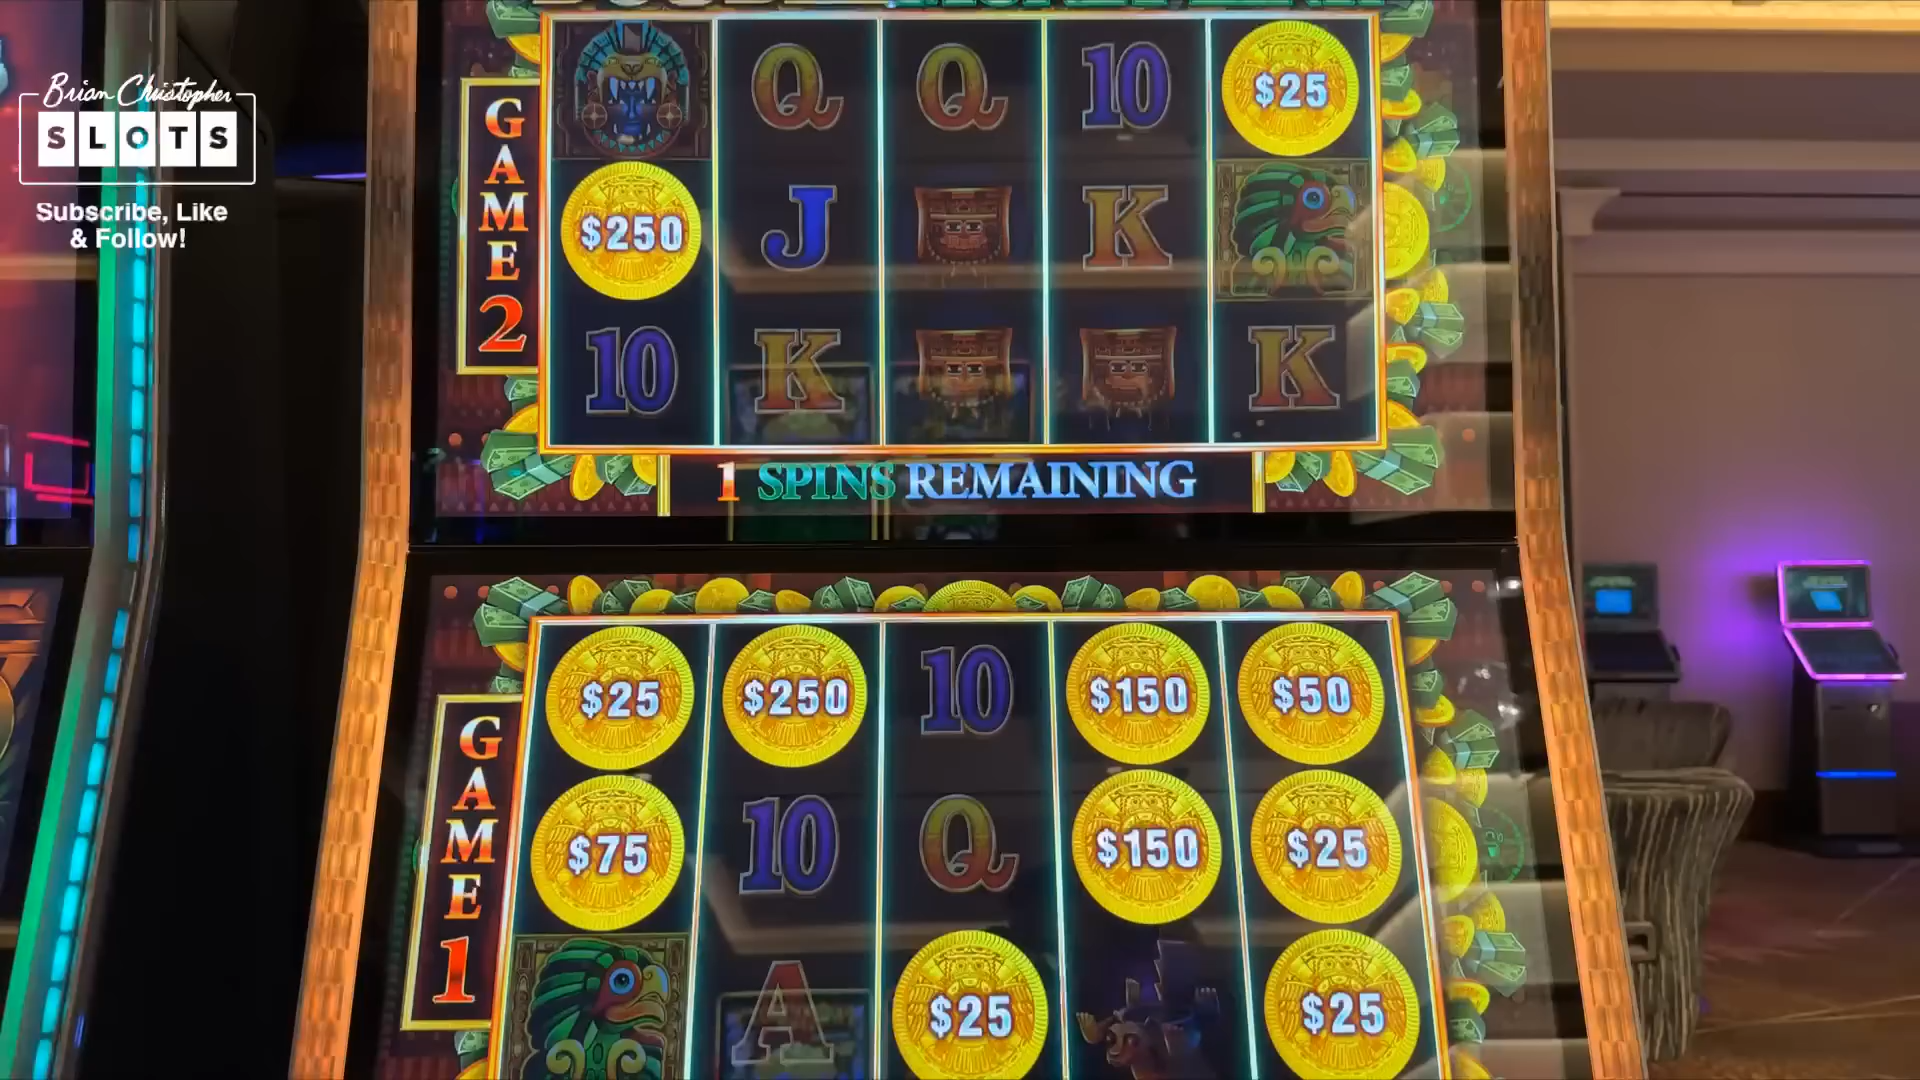 Brian Christopher
SLOTS
Subscribe, Like
& Follow!
GAME 2
Q Q 10 $25
$250 J K
10 K K
1 SPINS REMAINING
GAME 1
$25 $250 10 $150 $50
$75 10 Q $150 $25
A $25 $25